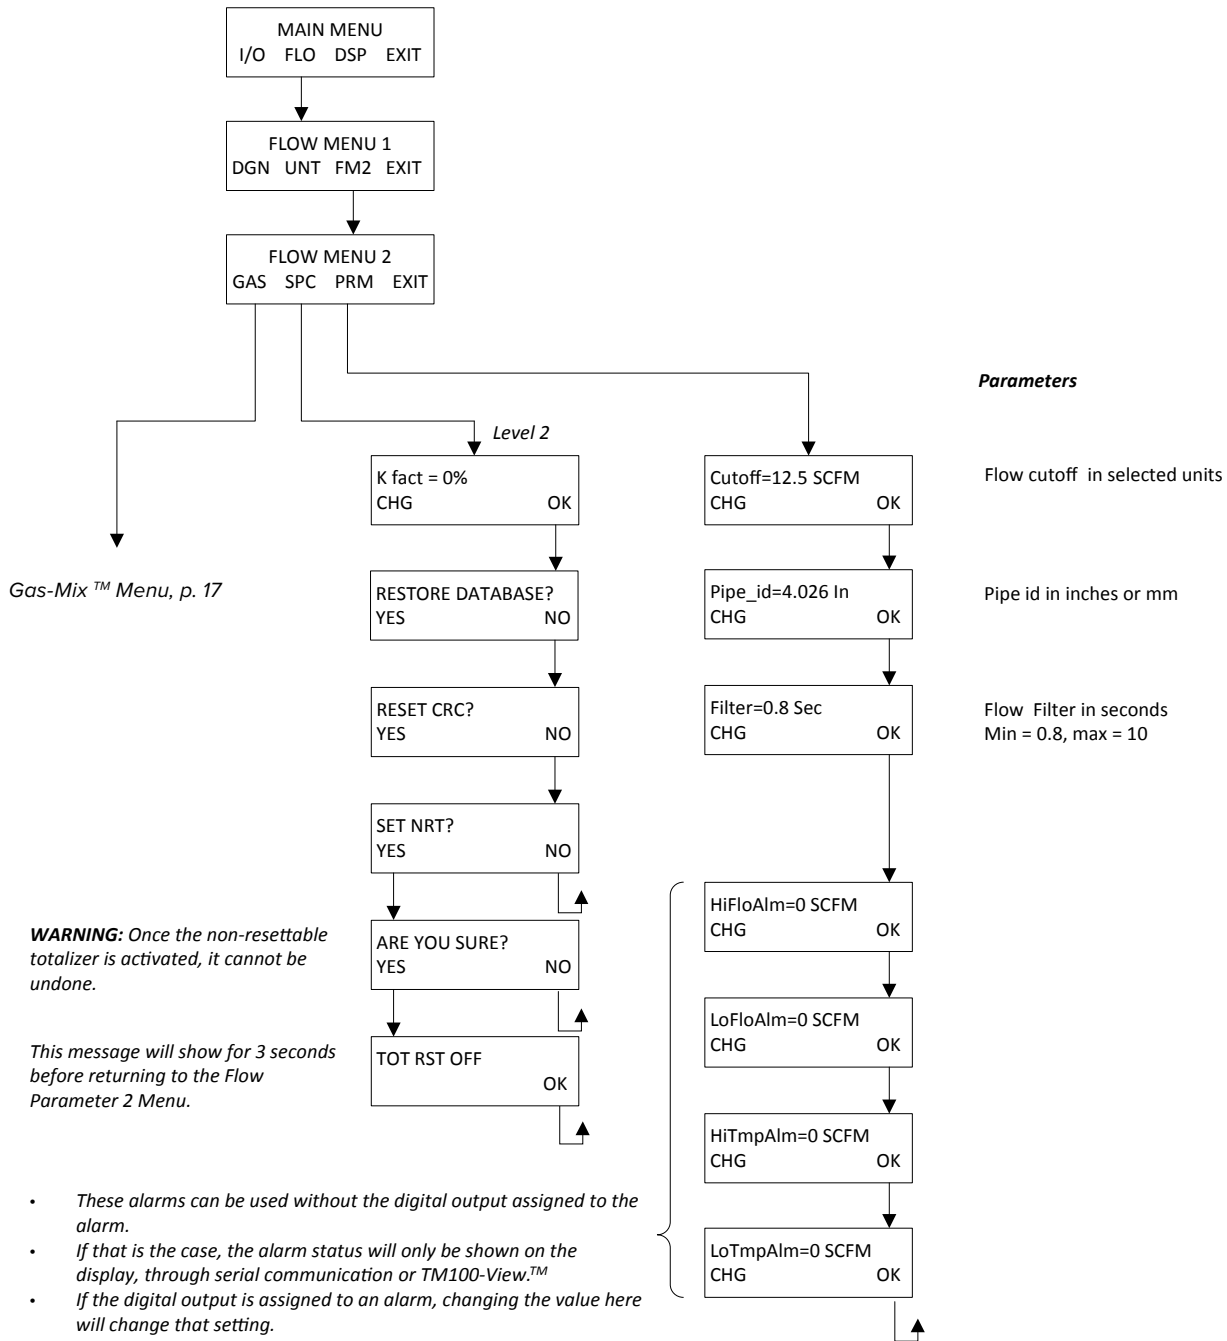 MAIN MENU
I/O FLO DSP EXIT
FLOW MENU 1
DGN UNT FM2 EXIT
FLOW MENU 2
GAS SPC PRM EXIT
Gas-Mix ™ Menu, p. 17
Level 2
K fact = 0%
CHG OK
RESTORE DATABASE?
YES NO
RESET CRC?
YES NO
SET NRT?
YES NO
WARNING: Once the non-resettable
totalizer is activated, it cannot be
undone.
ARE YOU SURE?
YES NO
This message will show for 3 seconds
before returning to the Flow
Parameter 2 Menu.
TOT RST OFF
OK
Parameters
Cutoff=12.5 SCFM
CHG OK
Flow cutoff in selected units
Pipe_id=4.026 In
CHG OK
Pipe id in inches or mm
Filter=0.8 Sec
CHG OK
Flow Filter in seconds
Min = 0.8, max = 10
HiFloAlm=0 SCFM
CHG OK
LoFloAlm=0 SCFM
CHG OK
HiTmpAlm=0 SCFM
CHG OK
LoTmpAlm=0 SCFM
CHG OK
• These alarms can be used without the digital output assigned to the
alarm.
• If that is the case, the alarm status will only be shown on the
display, through serial communication or TM100-View.™
• If the digital output is assigned to an alarm, changing the value here
will change that setting.